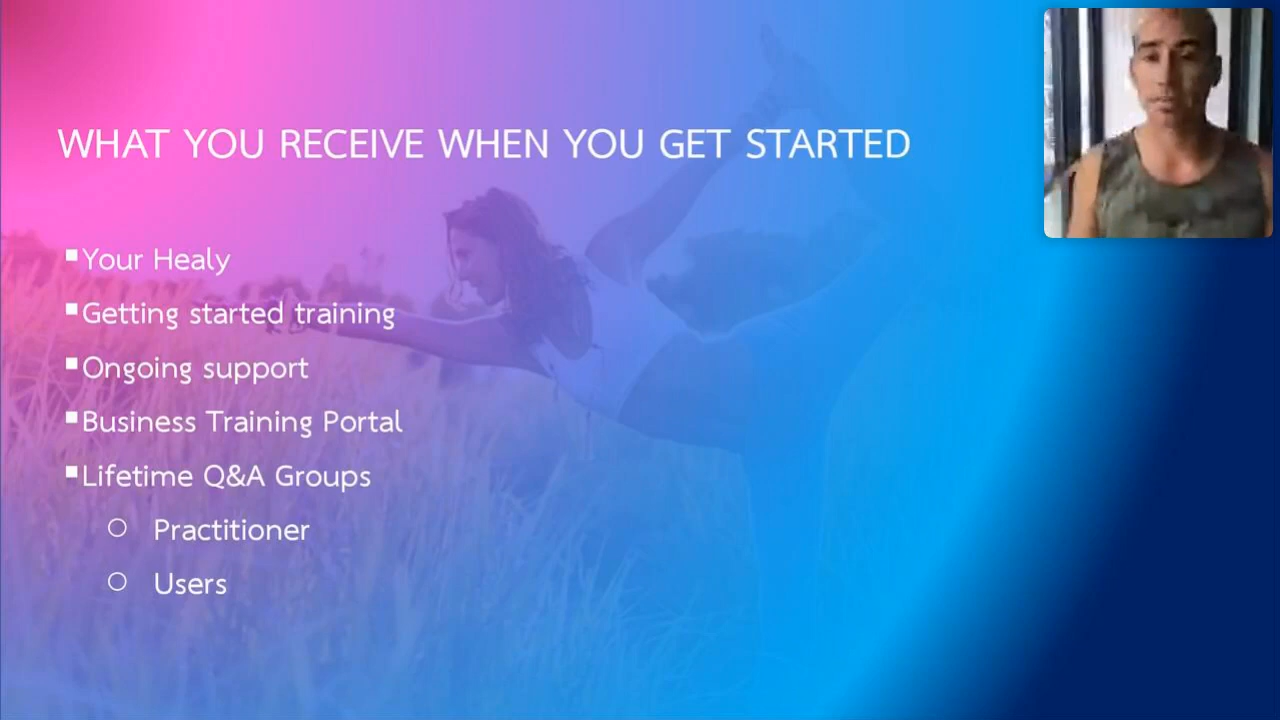 WHAT YOU RECEIVE WHEN YOU GET STARTED
▪Your Healy
▪Getting started training
▪Ongoing support
▪Business Training Portal
▪Lifetime Q&A Groups
○ Practitioner
○ Users